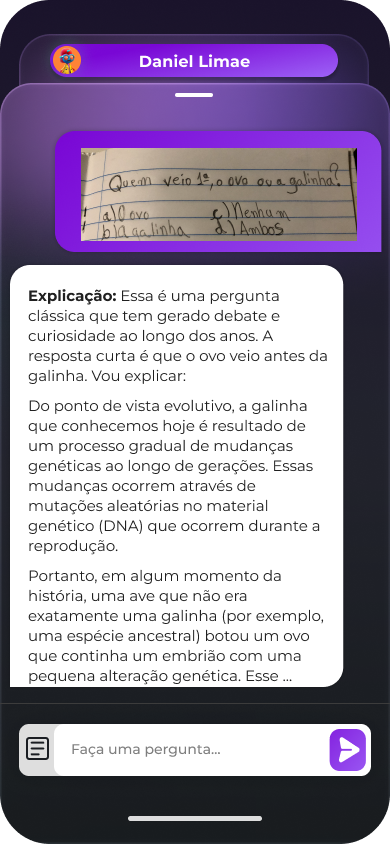 Daniel Limae
Quem veio 1º, o ovo ou a galinha?
a) O ovo c) Nenhum
b) a galinha d) Ambos
Explicação: Essa é uma pergunta
clássica que tem gerado debate e
curiosidade ao longo dos anos. A
resposta curta é que o ovo veio antes da
galinha. Vou explicar:
Do ponto de vista evolutivo, a galinha
que conhecemos hoje é resultado de
um processo gradual de mudanças
genéticas ao longo de gerações. Essas
mudanças ocorrem através de
mutações aleatórias no material
genético (DNA) que ocorrem durante a
reprodução.
Portanto, em algum momento da
história, uma ave que não era
exatamente uma galinha (por exemplo,
uma espécie ancestral) botou um ovo
que continha um embrião com uma
pequena alteração genética. Esse ...
Faça uma pergunta...